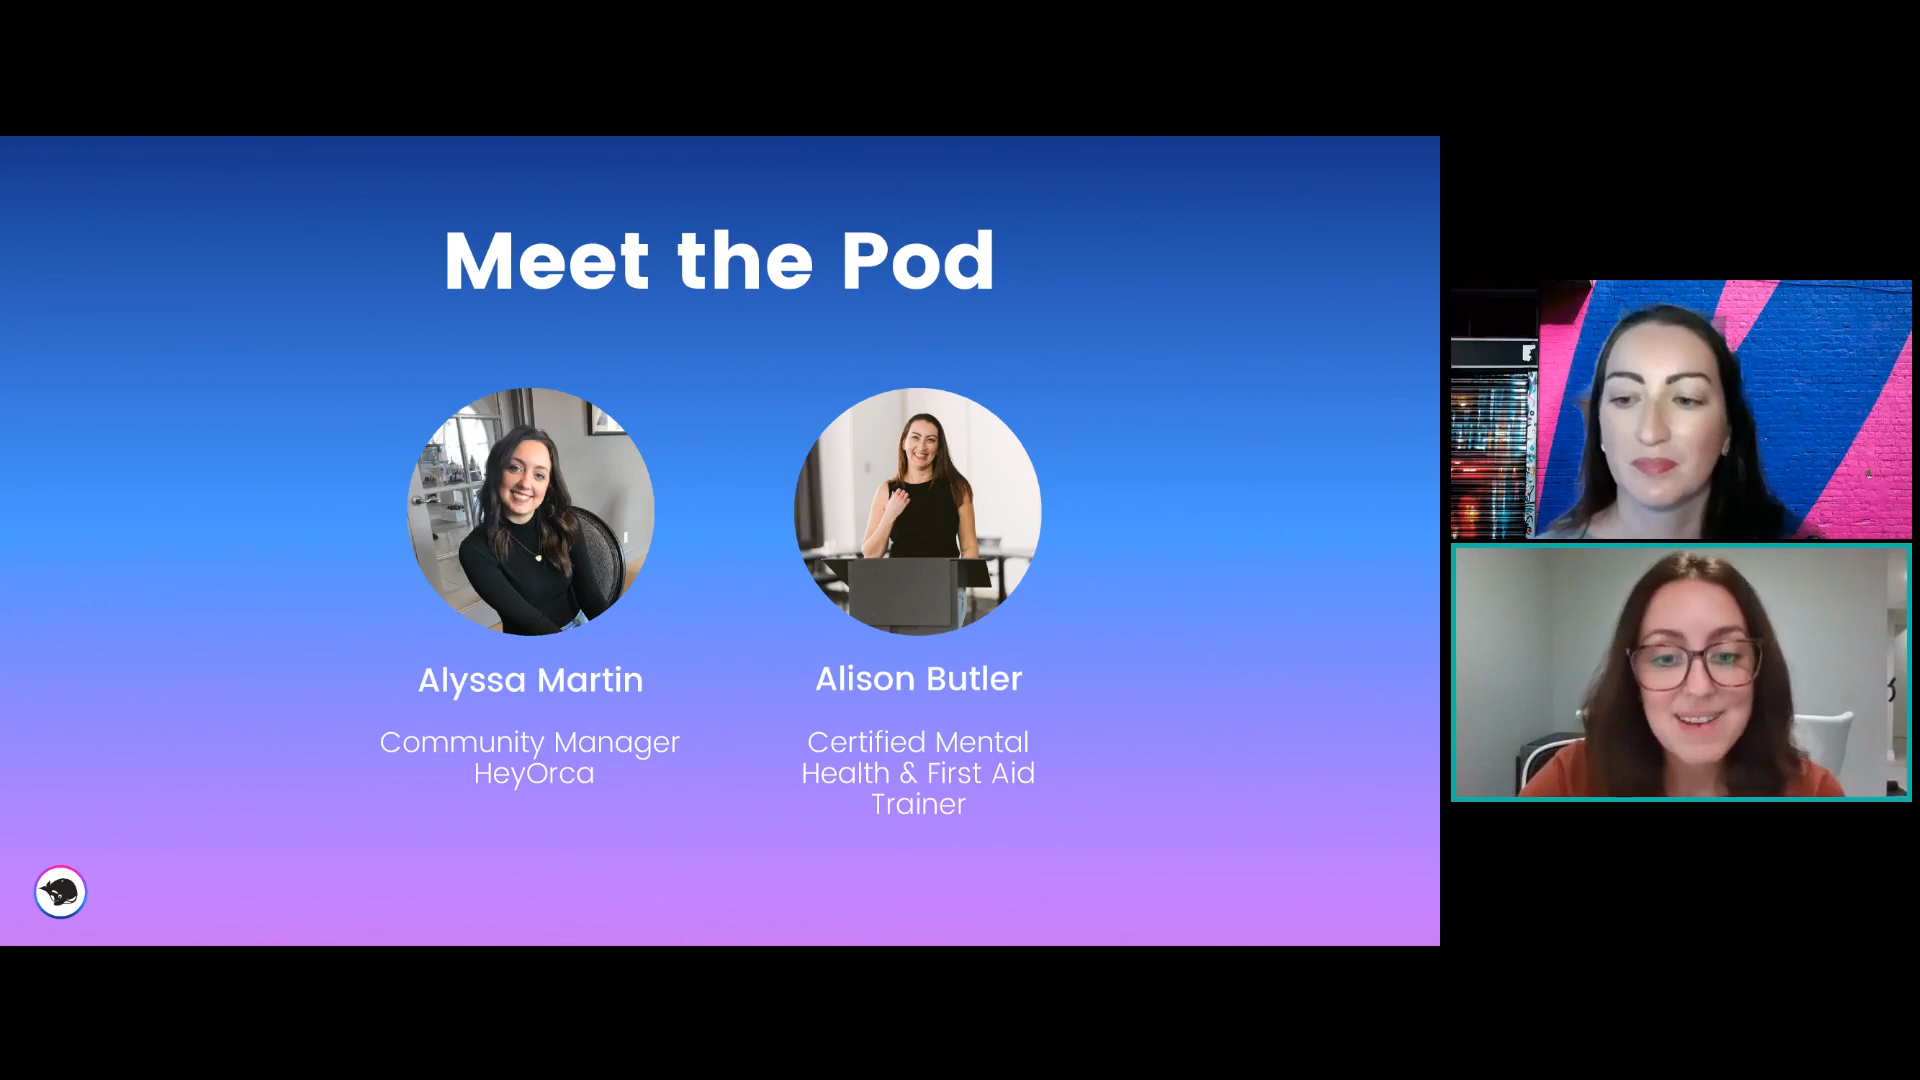 Meet the Pod
Alyssa Martin
Community Manager
HeyOrca
Alison Butler
Certified Mental
Health & First Aid
Trainer